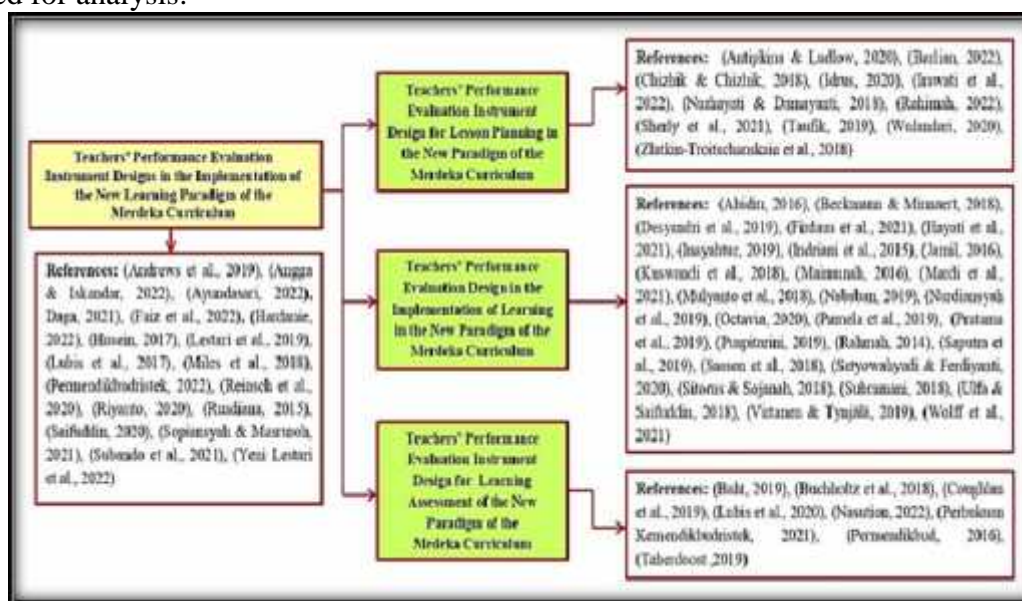 ed for analysis.
Teachers' Performance Evaluation
Instrument Designs in the Implementation of
the New Learning Paradigm of the
Merdeka Curriculum
References: (Andrews et al., 2019), (Angga
& Iskandar, 2022), (Ayundasari, 2022),
Daga, 2021), (Faiz et al., 2022), (Hardanie,
2022), (Husein, 2017), (Lestari et al., 2019),
(Lubis et al., 2017), (Miles et al., 2018),
(Permendikbudristek, 2022), (Reinsch et al.,
2020), (Riyanto, 2020), (Rusdiana, 2015),
(Saifuddin, 2020), (Sopiansyah & Masruroh,
2021), (Subando et al., 2021), (Yeni Lestari
et al., 2022)
Teachers' Performance
Evaluation Instrument
Design for Lesson Planning in
the New Paradigm of the
Merdeka Curriculum
References: (Antipkina & Ludlow, 2020), (Barlian, 2022),
(Chizhik & Chizhik, 2018), (Idrus, 2020), (Irawati et al.,
2022), (Nurhayati & Damayanti, 2018), (Rahimah, 2022),
(Sherly et al., 2021), (Taufik, 2019), (Wulandari, 2020),
(Zlatkin-Troitschanskaia et al., 2018)
Teachers' Performance
Evaluation Design in the
Implementation of Learning
in the New Paradigm of the
Merdeka Curriculum
References: (Abidin, 2016), (Beckmann & Minnaert, 2018),
(Desyandri et al., 2019), (Firdaus et al., 2021), (Hayati et al.,
2021), (Inayahtur, 2019), (Indriani et al., 2015), (Jamil, 2016),
(Kuswandi et al., 2018), (Maimunah, 2016), (Mardi et al.,
2021), (Mulyanto et al., 2018), (Nababan, 2019), (Nurdiansyah
et al., 2019), (Octavia, 2020), (Pamela et al., 2019), (Pratama
et al., 2019), (Puspitarini, 2019), (Rahmah, 2014), (Saputra et
al., 2019), (Sasson et al., 2018), (Setyowahyudi & Ferdiyanti,
2020), (Sitorus & Sojanah, 2018), (Subramani, 2018), (Ulfa &
Saifuddin, 2018), (Virtanen & Tynjälä, 2019), (Wolff et al.,
2021)
Teachers' Performance
Evaluation Instrument
Design for Learning
Assessment of the New
Paradigm of the
Medeka Curriculum
References: 2019), (Buchholtz et al., 2018), (Coughlan
et al., 2019), (Lubis et al., 2020), (Nasution, 2022), (Perbukum
Kemendikbudristek, 2021), (Permendikbud, 2016),
(Taherdoost ,2019)